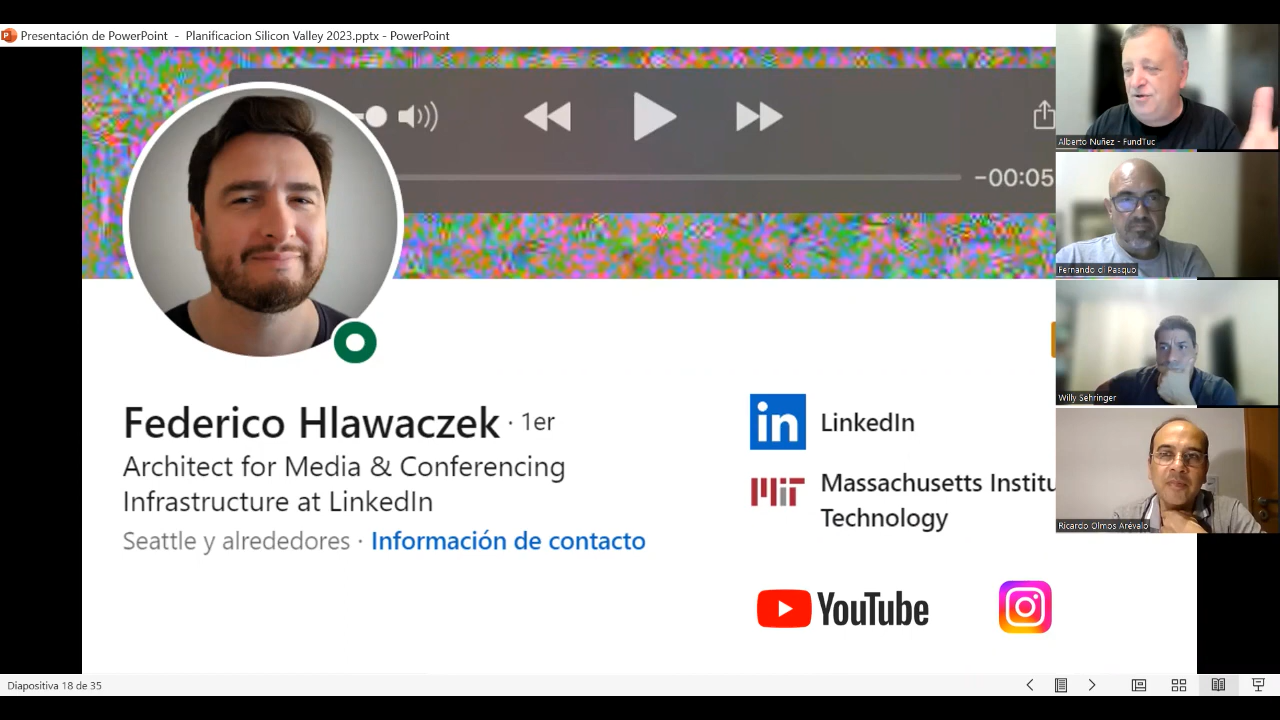 Presentación de PowerPoint - Planificacion Silicon Valley 2023.pptx - PowerPoint
-00:05
Federico Hlawaczek · 1er
Architect for Media & Conferencing
Infrastructure at LinkedIn
Seattle y alrededores · Información de contacto
in LinkedIn
MIT Massachusetts Institu
Technology
YouTube
Alberto Nuñez - FundTuc
Fernando di Pasquo
Willy Sehringer
Ricardo Olmos Arévalo
Diapositiva 18 de 35